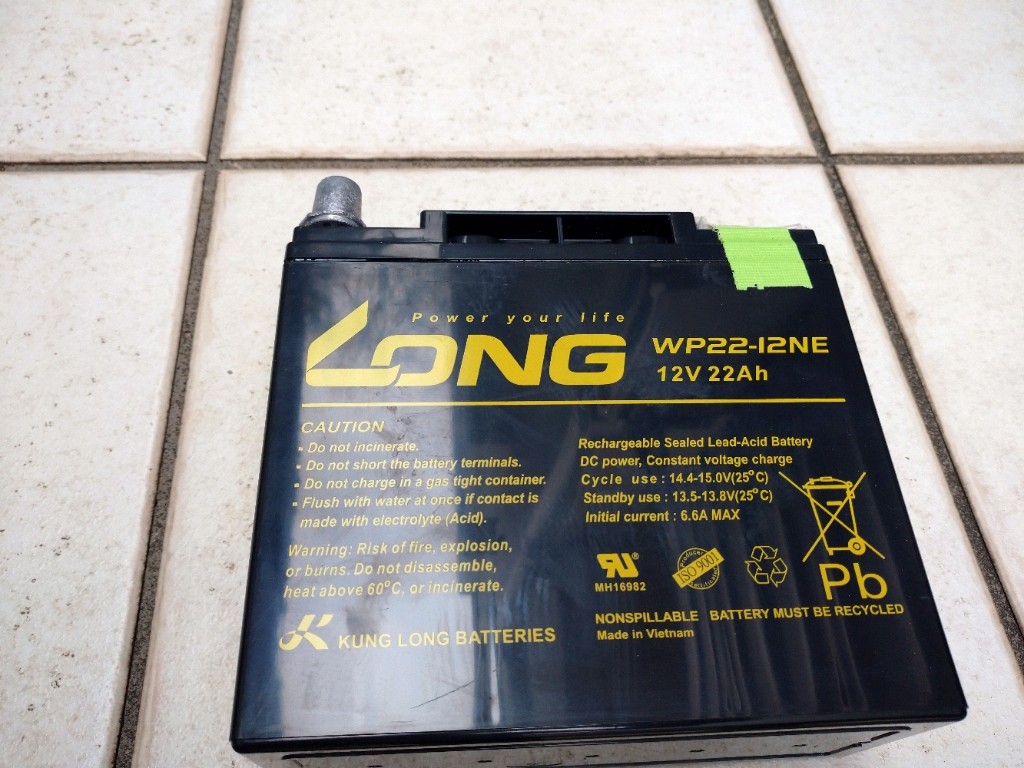 Power your life
LONG
WP22-12NE
12V 22Ah
CAUTION
• Do not incinerate.
• Do not short the battery terminals.
• Do not charge in a gas tight container.
• Flush with water at once if contact is
made with electrolyte (Acid).
Warning: Risk of fire, explosion,
or burns. Do not disassemble,
heat above 60°C, or incinerate.
KUNG LONG BATTERIES
Rechargeable Sealed Lead-Acid Battery
DC power, Constant voltage charge
Cycle use : 14.4-15.0V(25°C)
Standby use : 13.5-13.8V(25°C)
Initial current : 6.6A MAX
RU®
MH16982
ISO 9001
Pb
NONSPILLABLE BATTERY MUST BE RECYCLED
Made in Vietnam